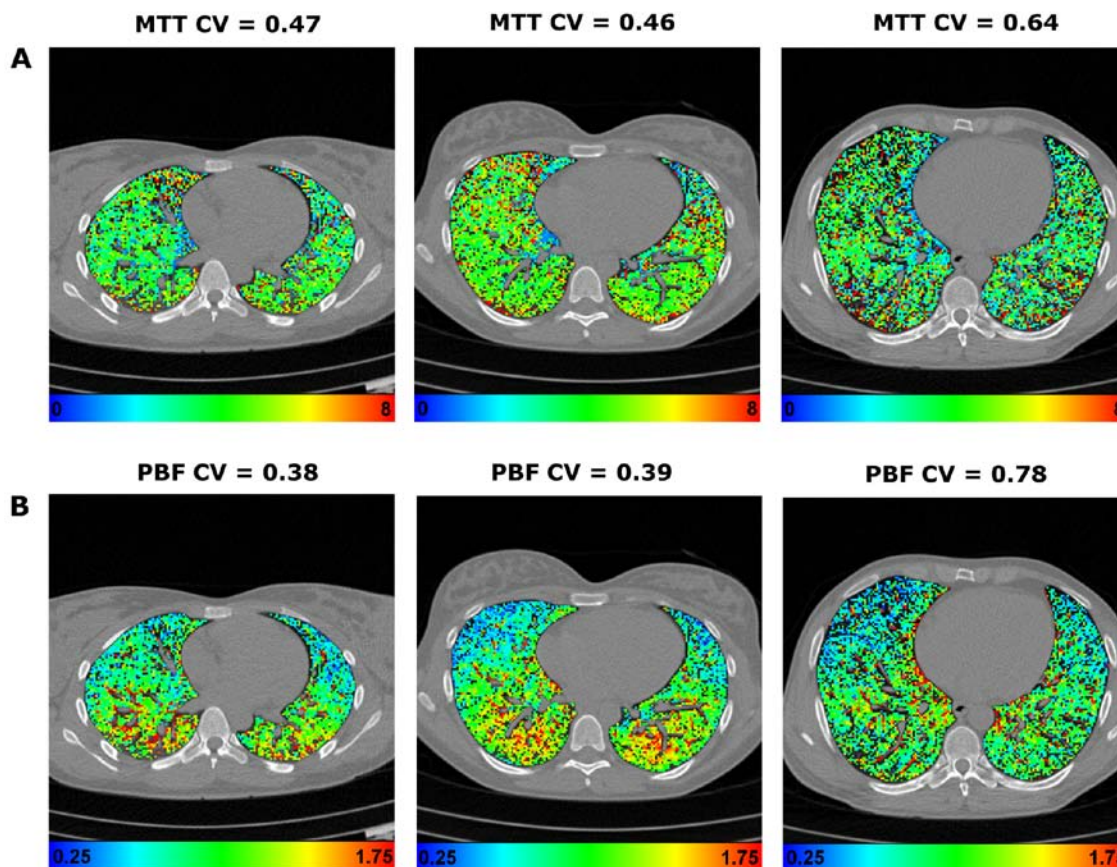 MTT CV = 0.47 MTT CV = 0.46 MTT CV = 0.64
A
0 8 0 8 0 8
PBF CV = 0.38 PBF CV = 0.39 PBF CV = 0.78
B
0.25 1.75 0.25 1.75 0.25